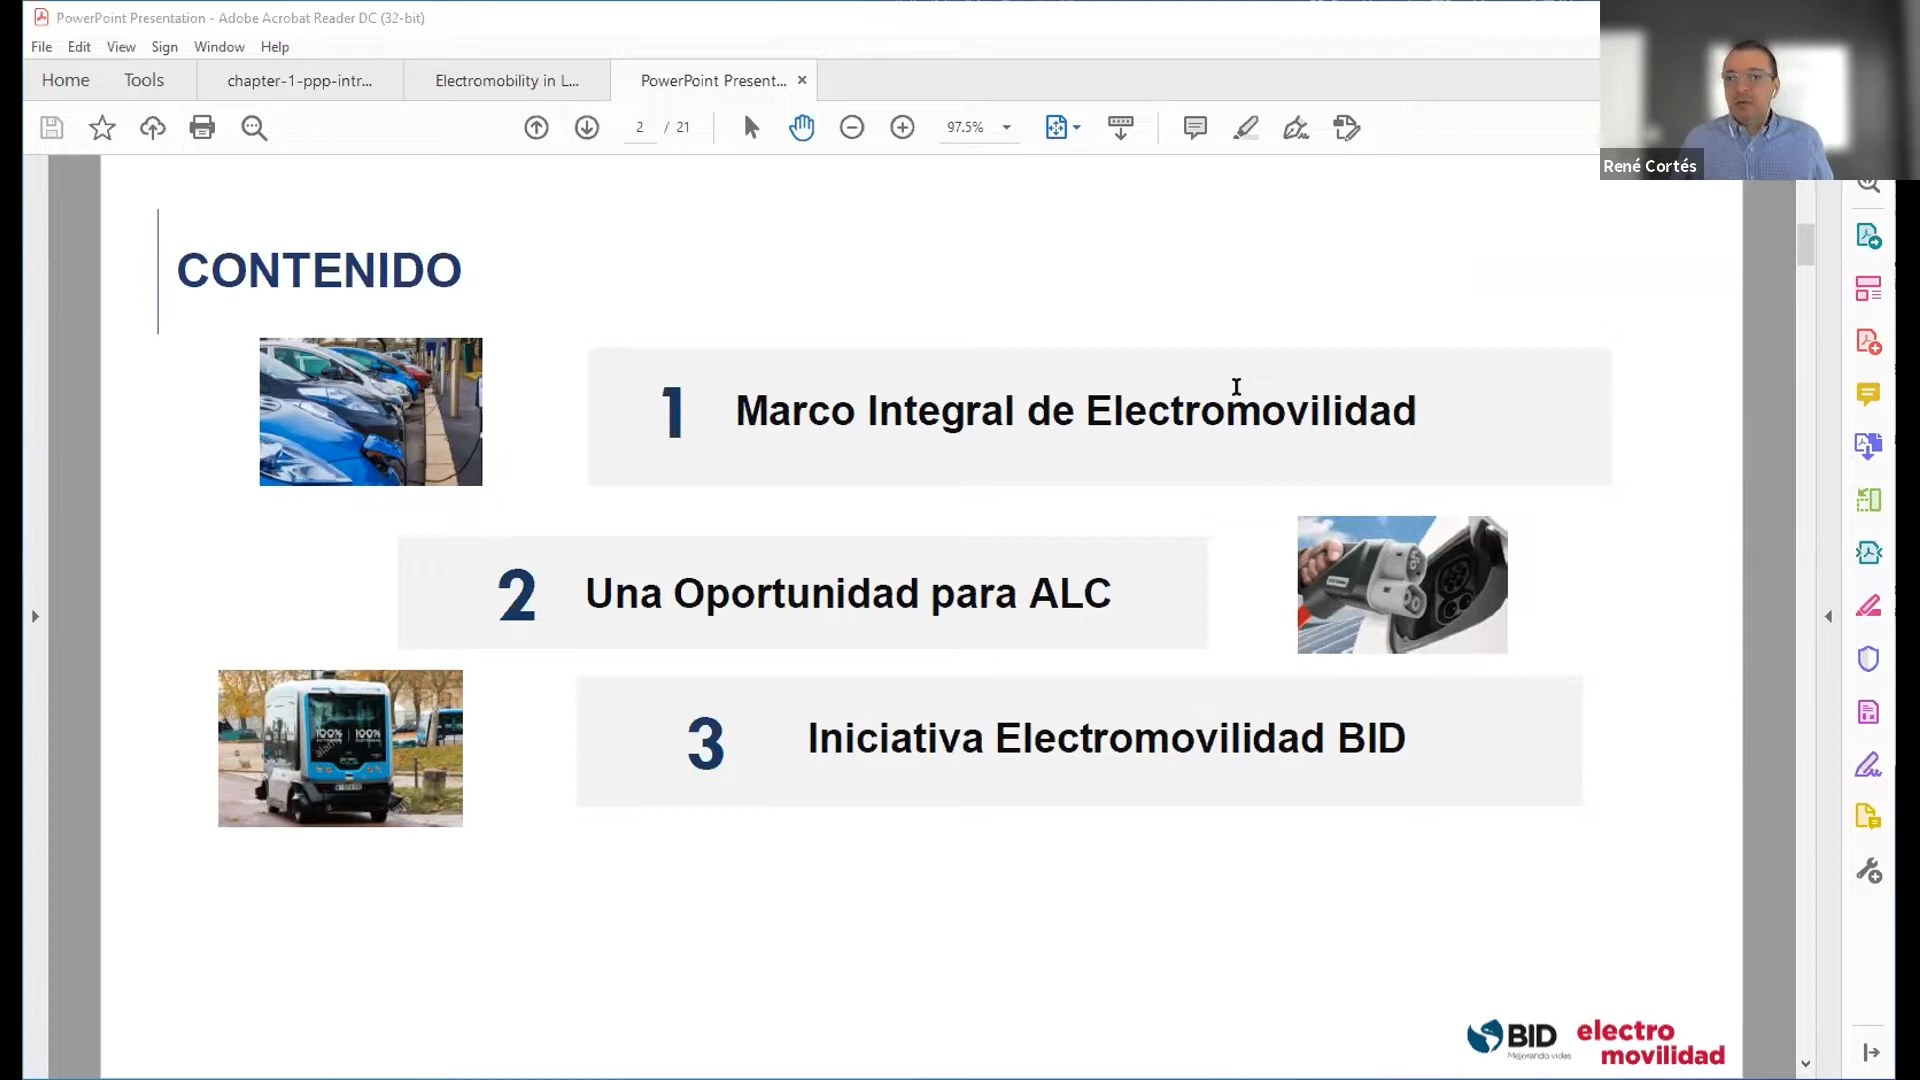 PowerPoint Presentation - Adobe Acrobat Reader DC (32-bit)
File Edit View Sign Window Help
Home Tools chapter-1-ppp-intr... Electromobility in L... PowerPoint Present... ×
2 / 21 97.5%
René Cortés
CONTENIDO
1 Marco Integral de Electromovilidad
2 Una Oportunidad para ALC
100% 100%
3 Iniciativa Electromovilidad BID
BID
Mejorando vidas
electro
movilidad